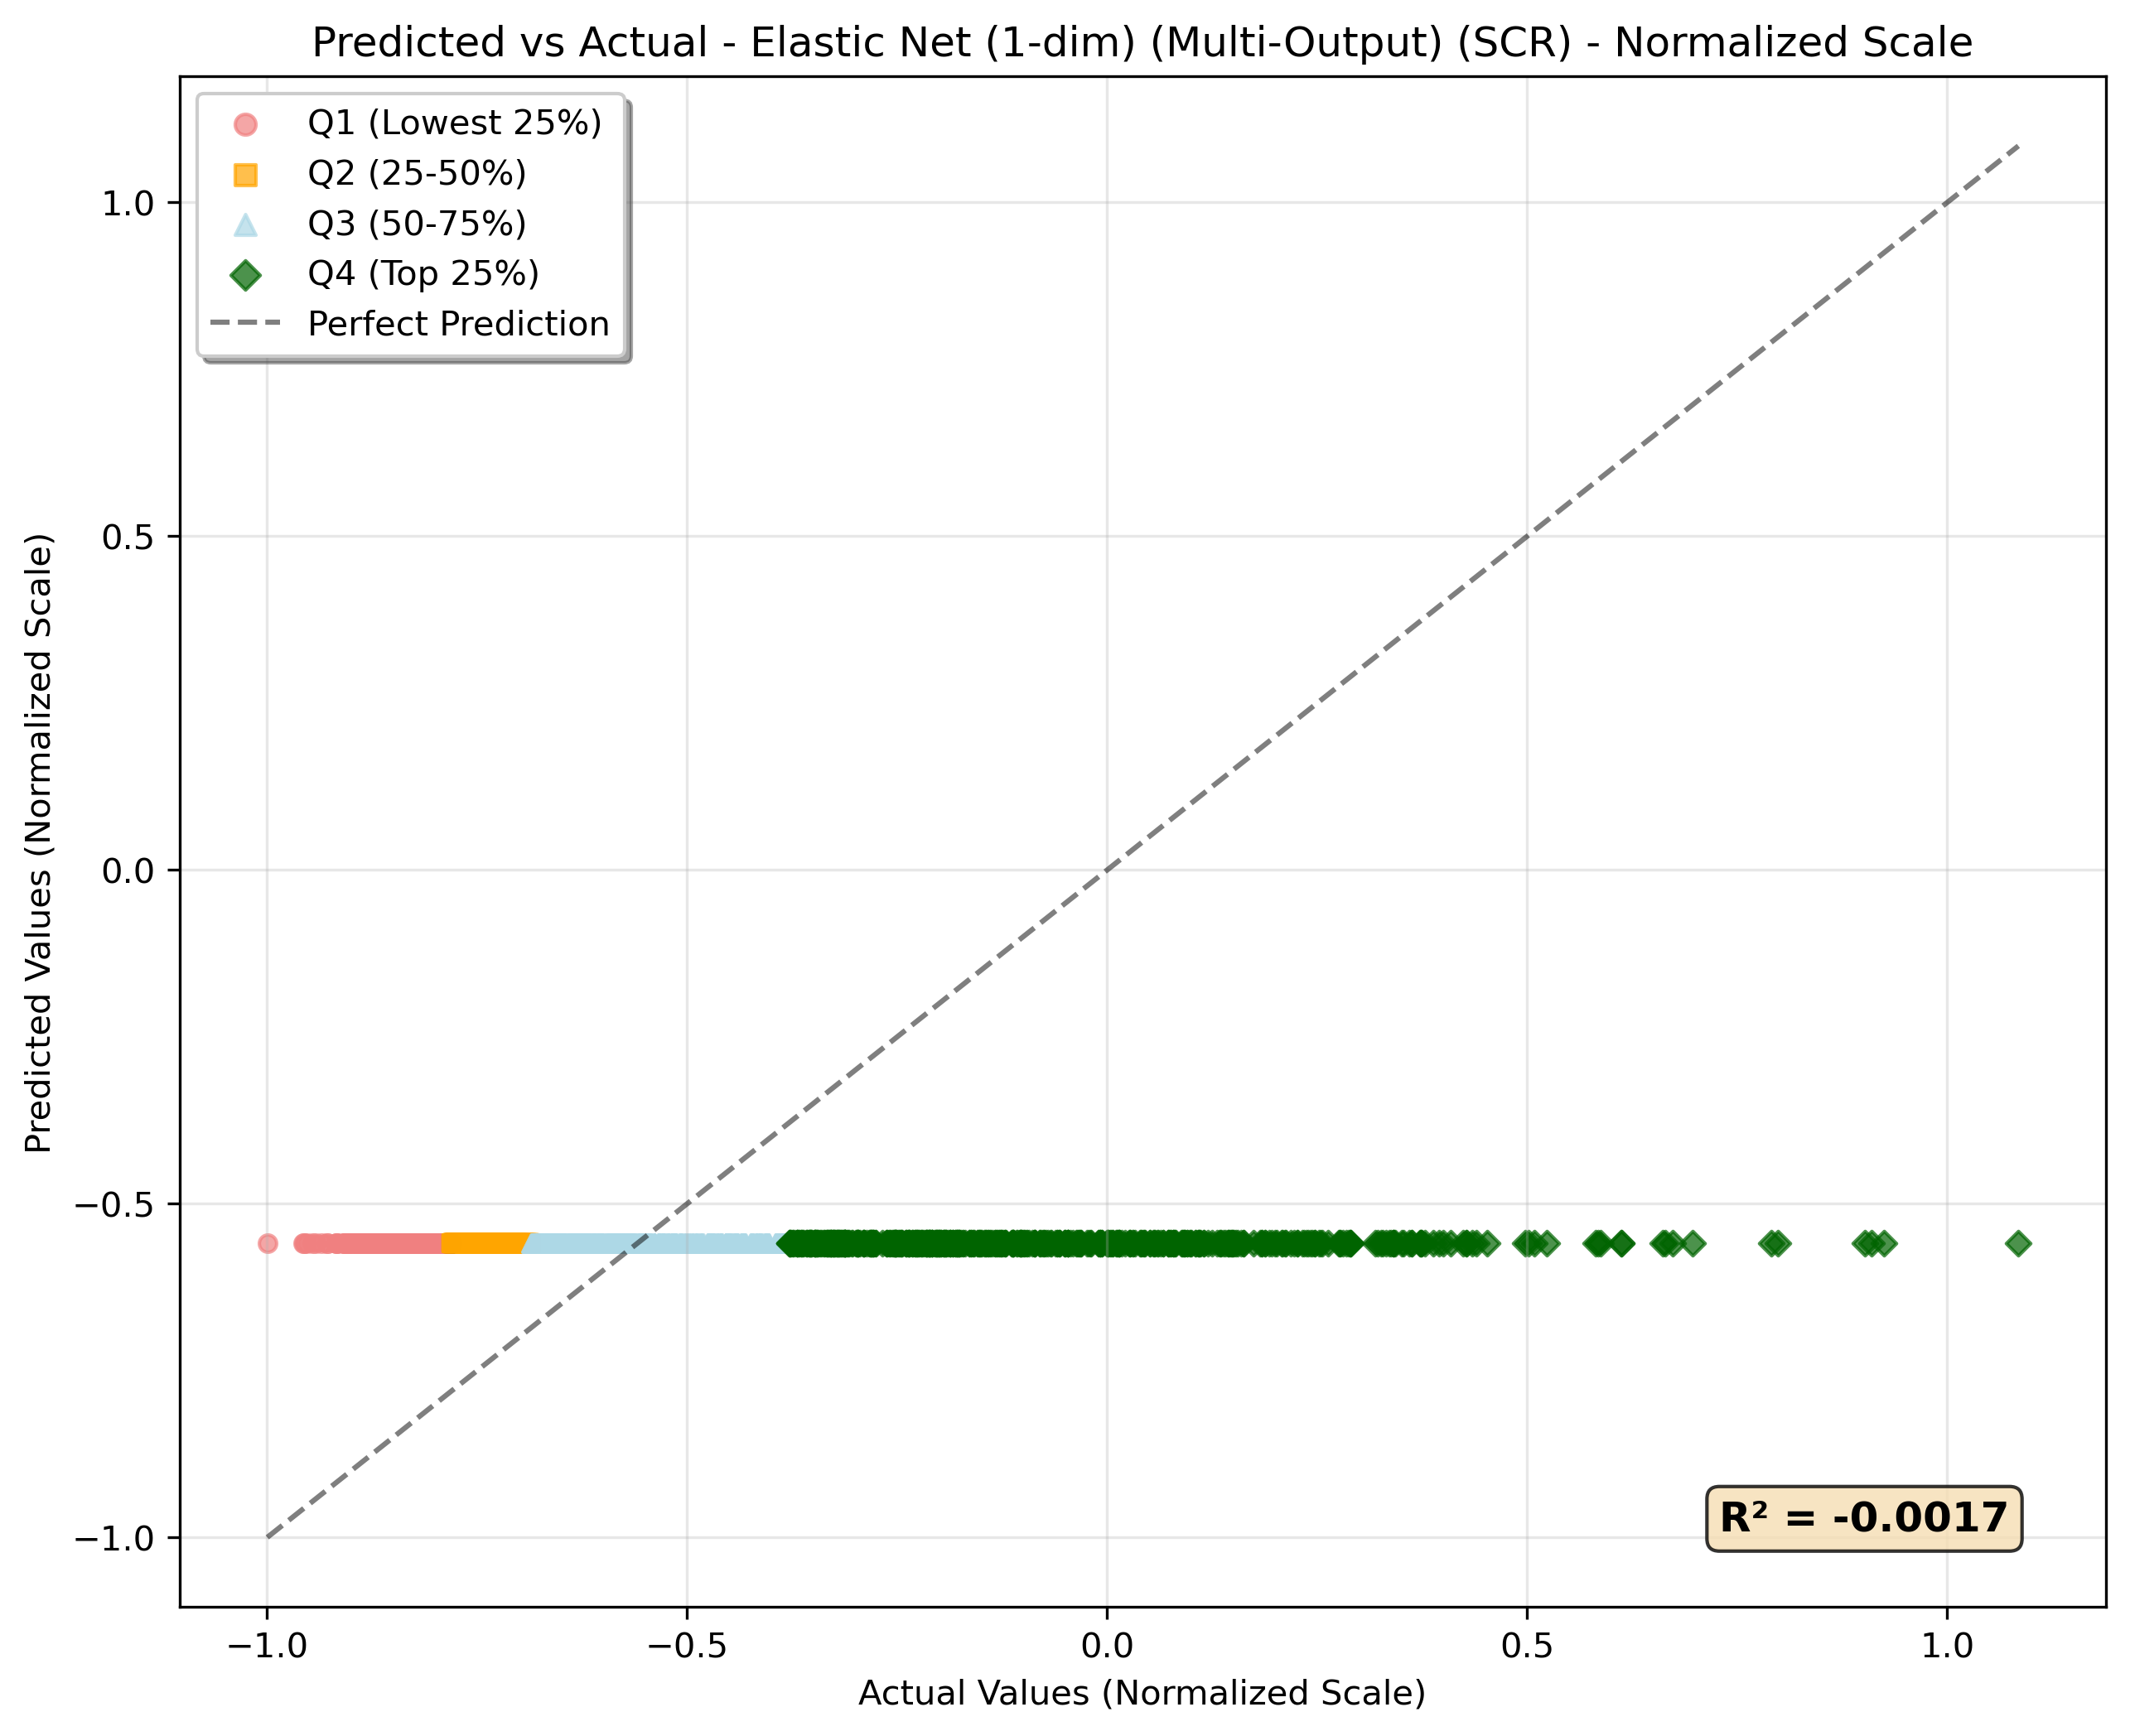 Predicted vs Actual - Elastic Net (1-dim) (Multi-Output) (SCR) - Normalized Scale
Q1 (Lowest 25%)
Q2 (25-50%)
Q3 (50-75%)
Q4 (Top 25%)
Perfect Prediction
1.0
0.5
0.0
−0.5
−1.0
Predicted Values (Normalized Scale)
R² = -0.0017
−1.0
−0.5
0.0
0.5
1.0
Actual Values (Normalized Scale)